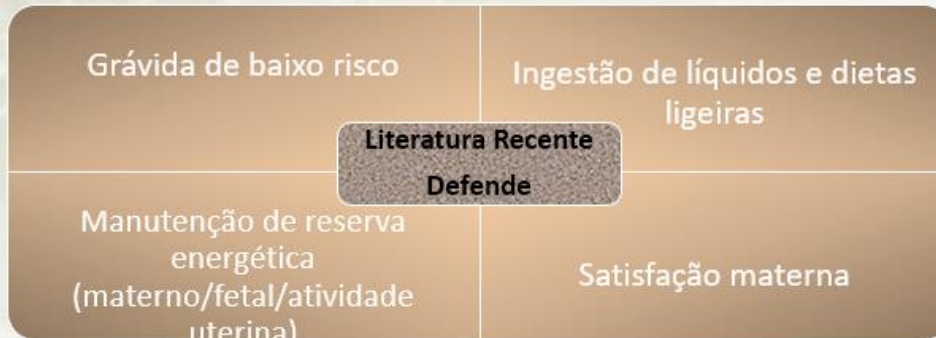 Grávida de baixo risco
Ingestão de líquidos e dietas
ligeiras
Literatura Recente
Defende
Manutenção de reserva
energética
(materno/fetal/atividade
uterina)
Satisfação materna